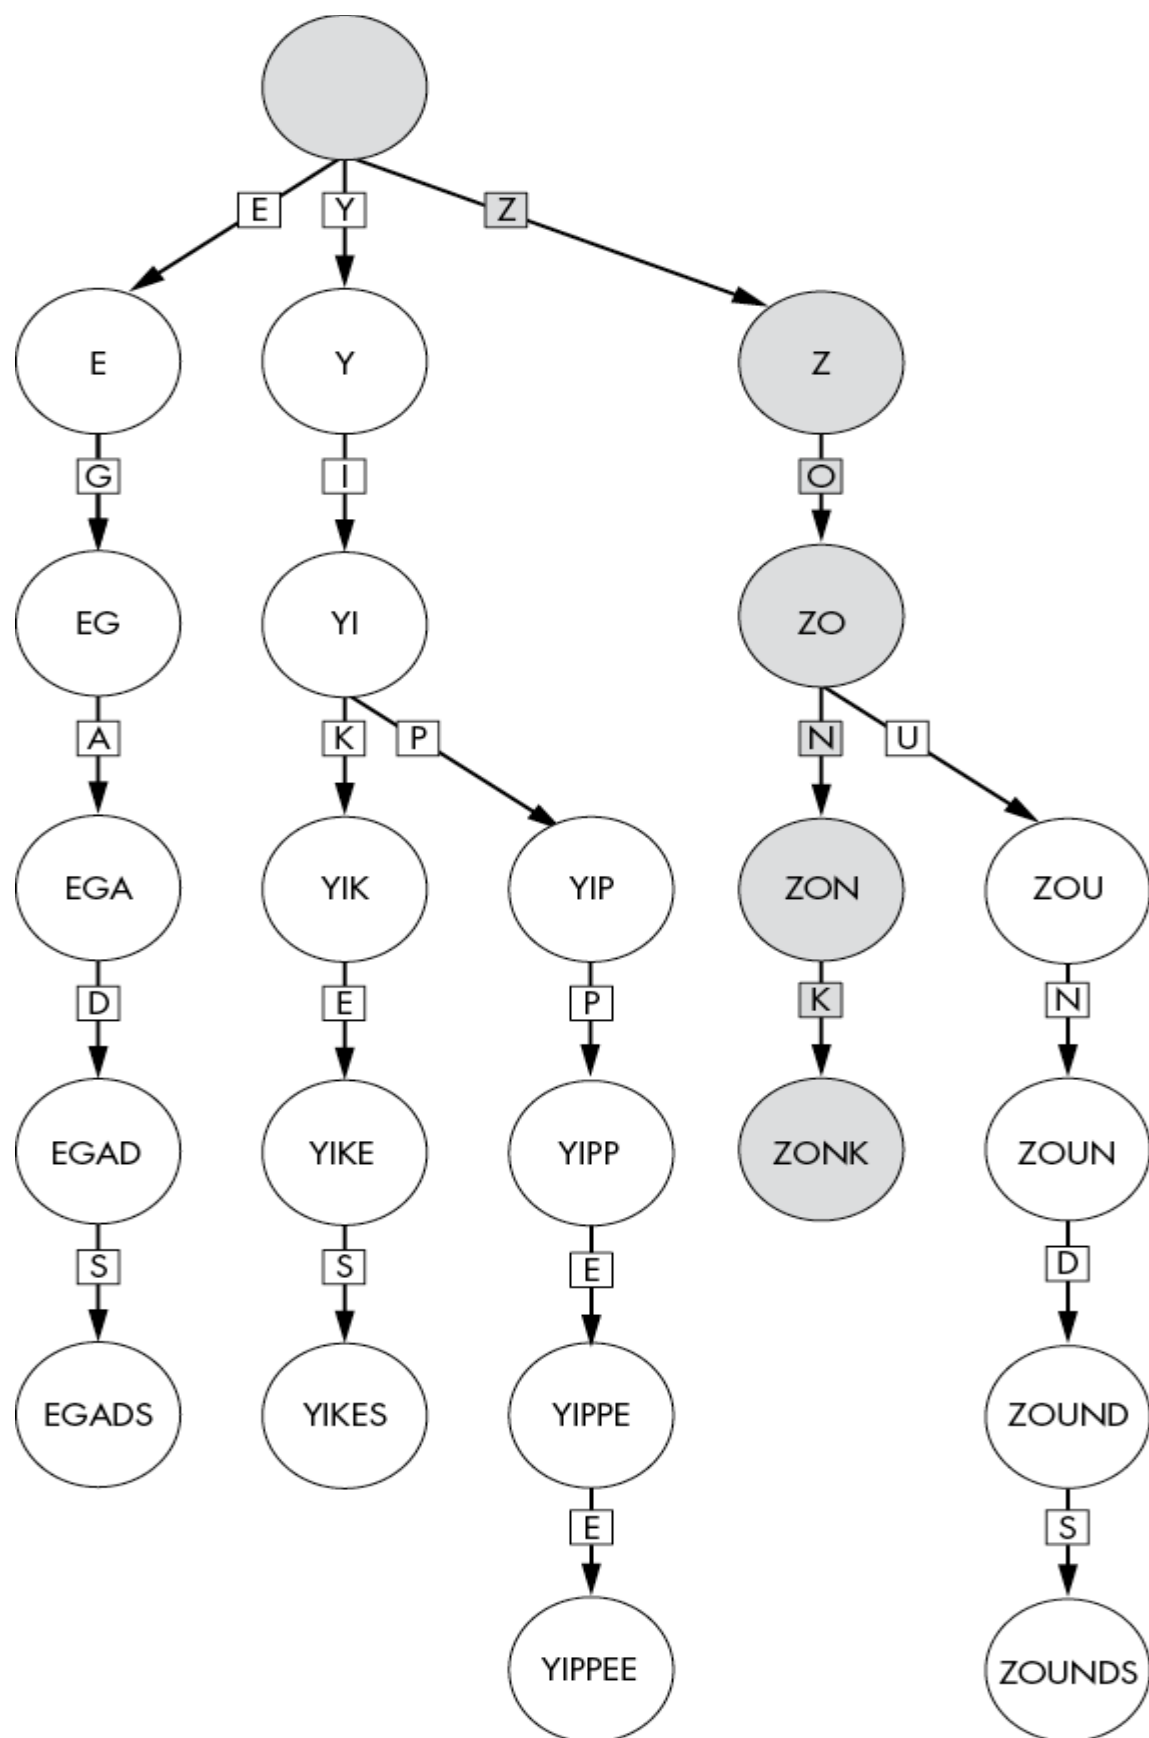 E Y Z
E Y Z
G I O
EG YI ZO
A K P N U
EGA YIK YIP ZON ZOU
D E P K N
EGAD YIKE YIPP ZONK ZOUN
S S E D
EGADS YIKES YIPPE ZOUND
E S
YIPPEE ZOUNDS